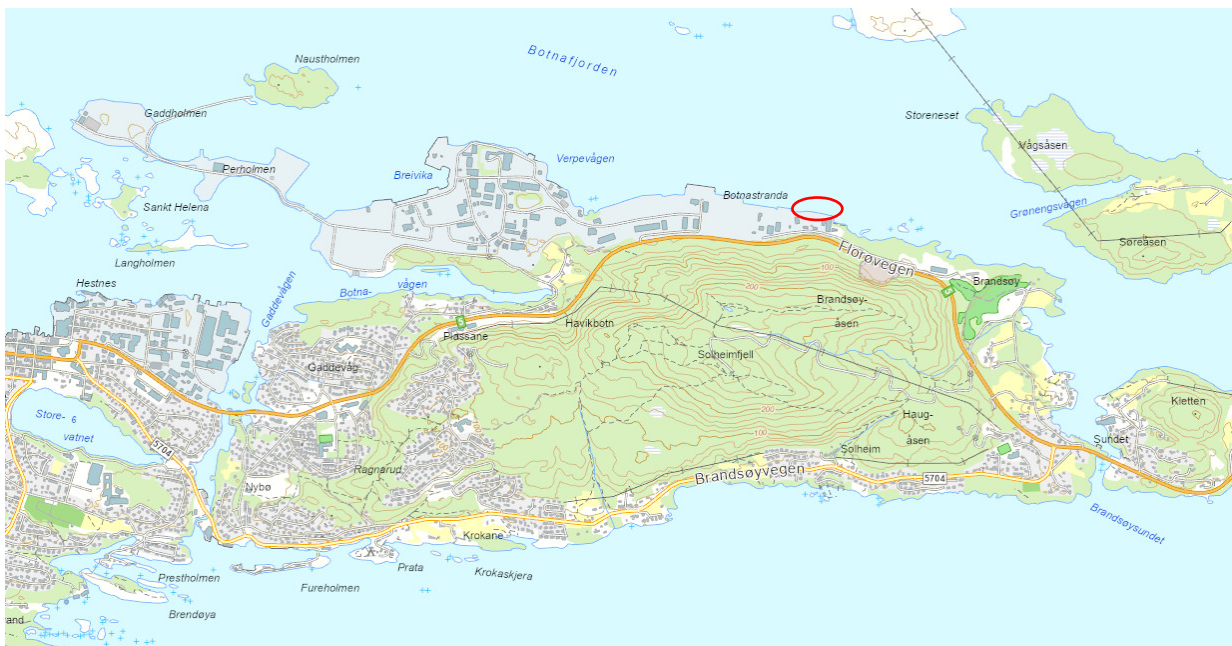 Botnafjorden
Naustholmen
Gaddholmen
Storeneset
Vågsåsen
Verpevågen
Perholmen
Breivika
Botnastranda
Sankt Helena
Grønengsvågen
Søreåsen
Florøvegen
Langholmen
100
Hestnes
Gaddevågen
Botna-
vågen
200
Brandsøy-
åsen
Brandsøy
Havikbotn
Plassane
Solheimfjell
Gaddevåg
Store- 6
vatnet
5704
Kletten
200
100
Haug-
åsen
Sundet
100
Ragnarud
Solheim
Nybø
Brandsøyvegen
5704
Brandsøysundet
Krokane
Prata
Krokaskjera
Prestholmen
Fureholmen
Brendøya
rand